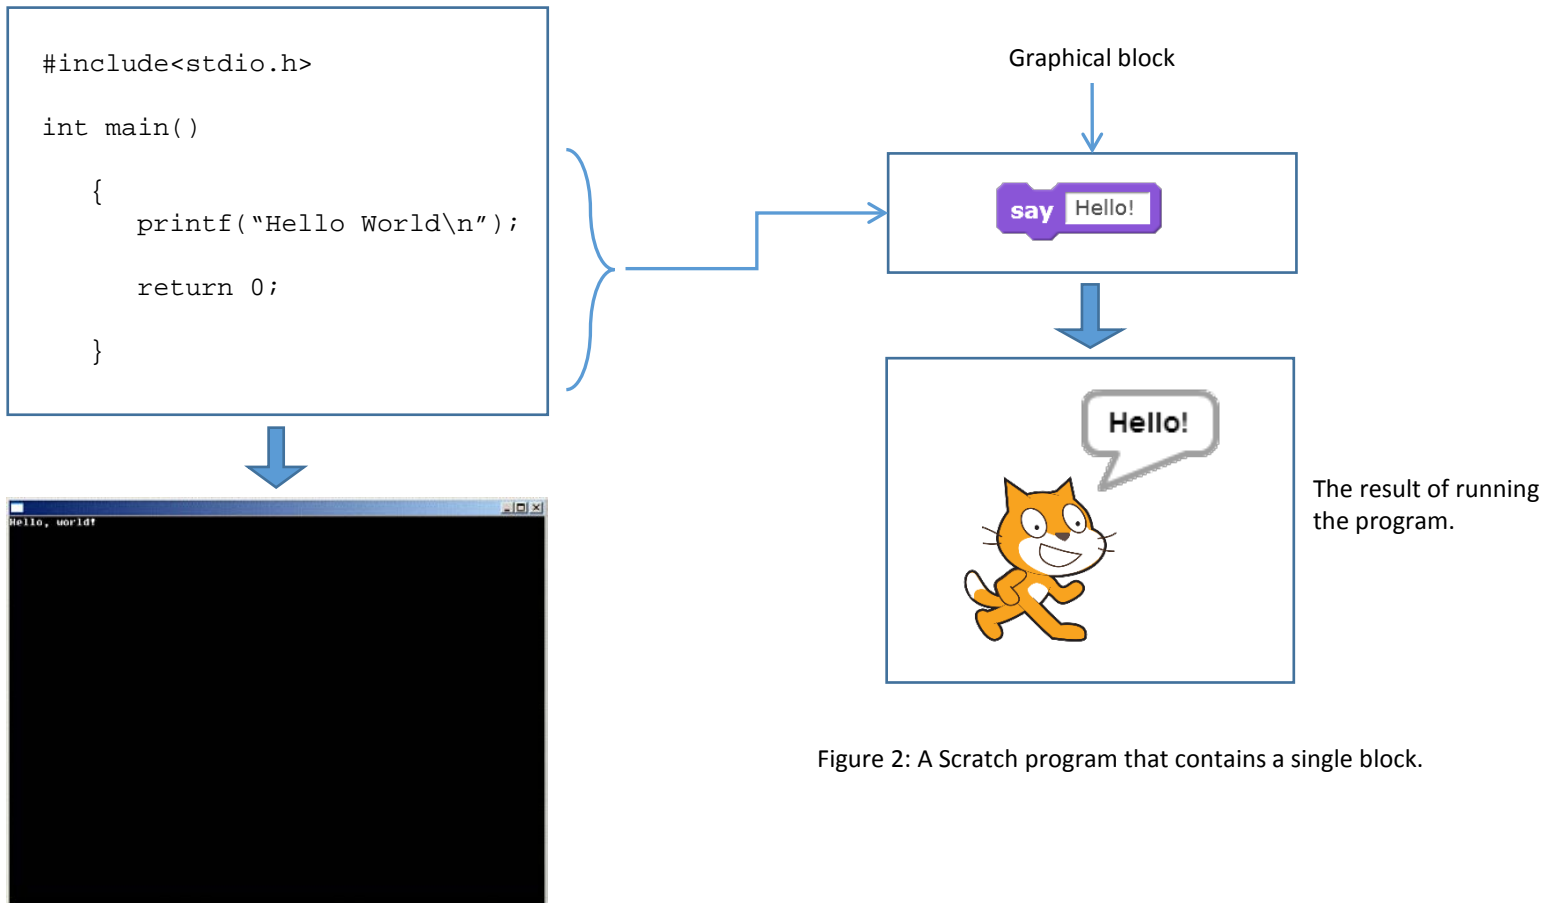 #include<stdio.h>
int main()
{
printf(“Hello World\n”);
return 0;
}
Hello, world!
Graphical block
say Hello!
Hello!
The result of running
the program.
Figure 2: A Scratch program that contains a single block.